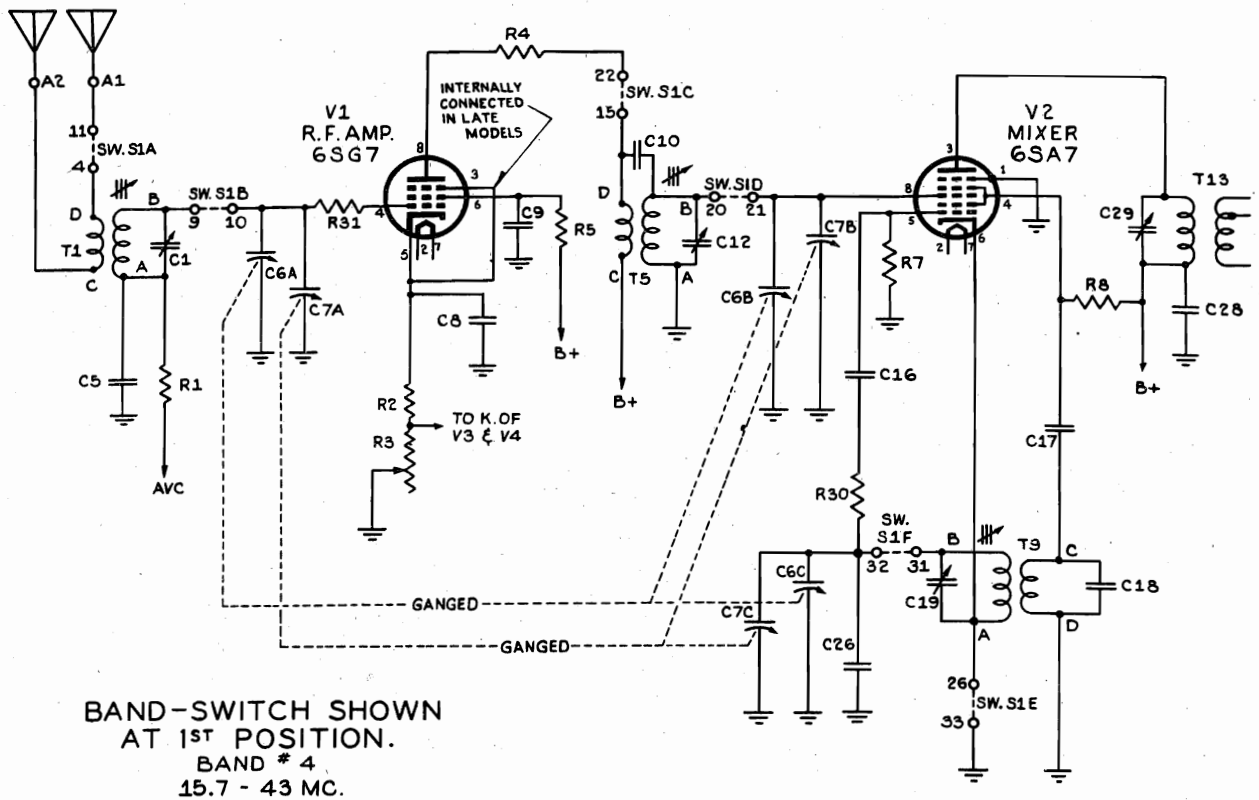 A2
A1
11
SW. S1A
4
D
T1
C
B
A
C1
C5
R1
AVC
SW. S1B
9
10
C6A
C7A
R31
V1
R.F. AMP.
6SG7
8
3
6
4
5
2
7
INTERNALLY
CONNECTED
IN LATE
MODELS
R4
C9
R5
B+
C8
R2
R3
TO K. OF
V3 & V4
22
SW. S1C
15
C10
D
C
T5
B
A
C12
B+
SW. S1D
20
21
C6B
C7B
V2
MIXER
6SA7
3
1
8
4
5
2
7
6
R7
C16
R30
C29
T13
R8
C28
B+
C17
SW.
S1F
32
31
B
C19
A
T9
C
D
C18
C6C
C7C
C26
26
SW. S1E
33
GANGED
GANGED
BAND-SWITCH SHOWN
AT 1ST POSITION.
BAND # 4
15.7 - 43 MC.